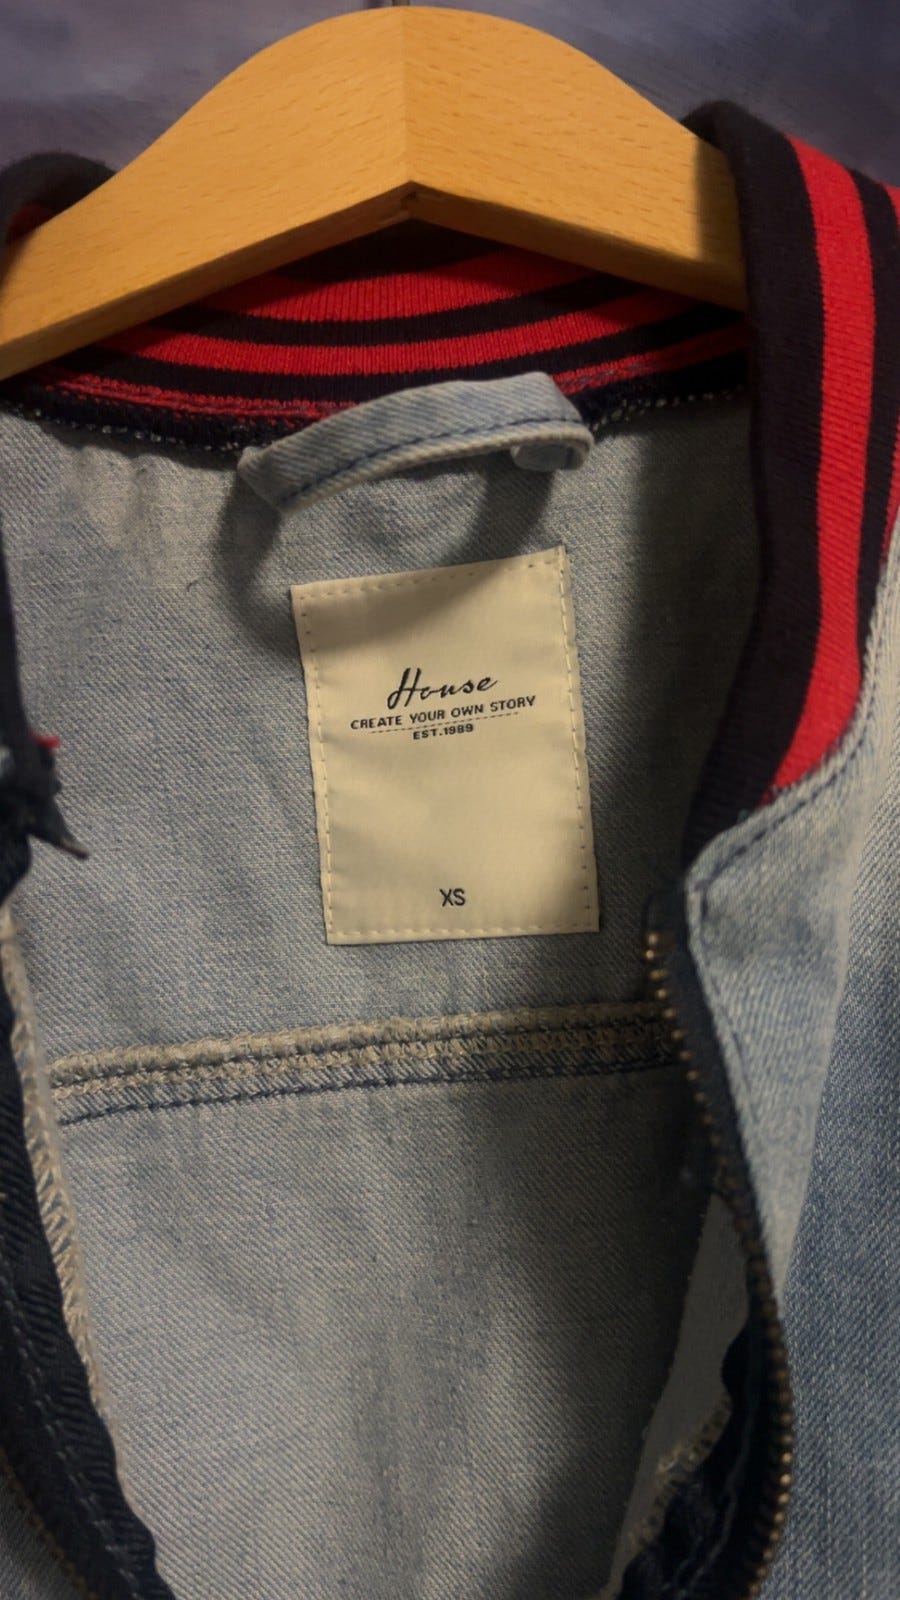 House
CREATE YOUR OWN STORY
EST.1989
XS